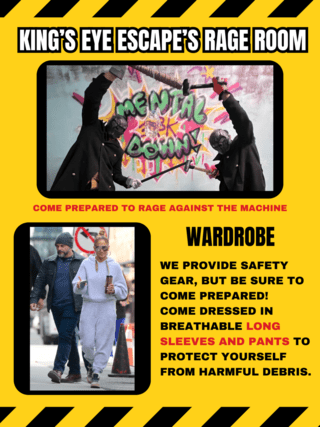 KING'S EYE ESCAPE'S RAGE ROOM
MENTAL
DOWN!
COME PREPARED TO RAGE AGAINST THE MACHINE
WARDROBE
WE PROVIDE SAFETY
GEAR, BUT BE SURE TO
COME PREPARED!
COME DRESSED IN
BREATHABLE LONG
SLEEVES AND PANTS TO
PROTECT YOURSELF
FROM HARMFUL DEBRIS.